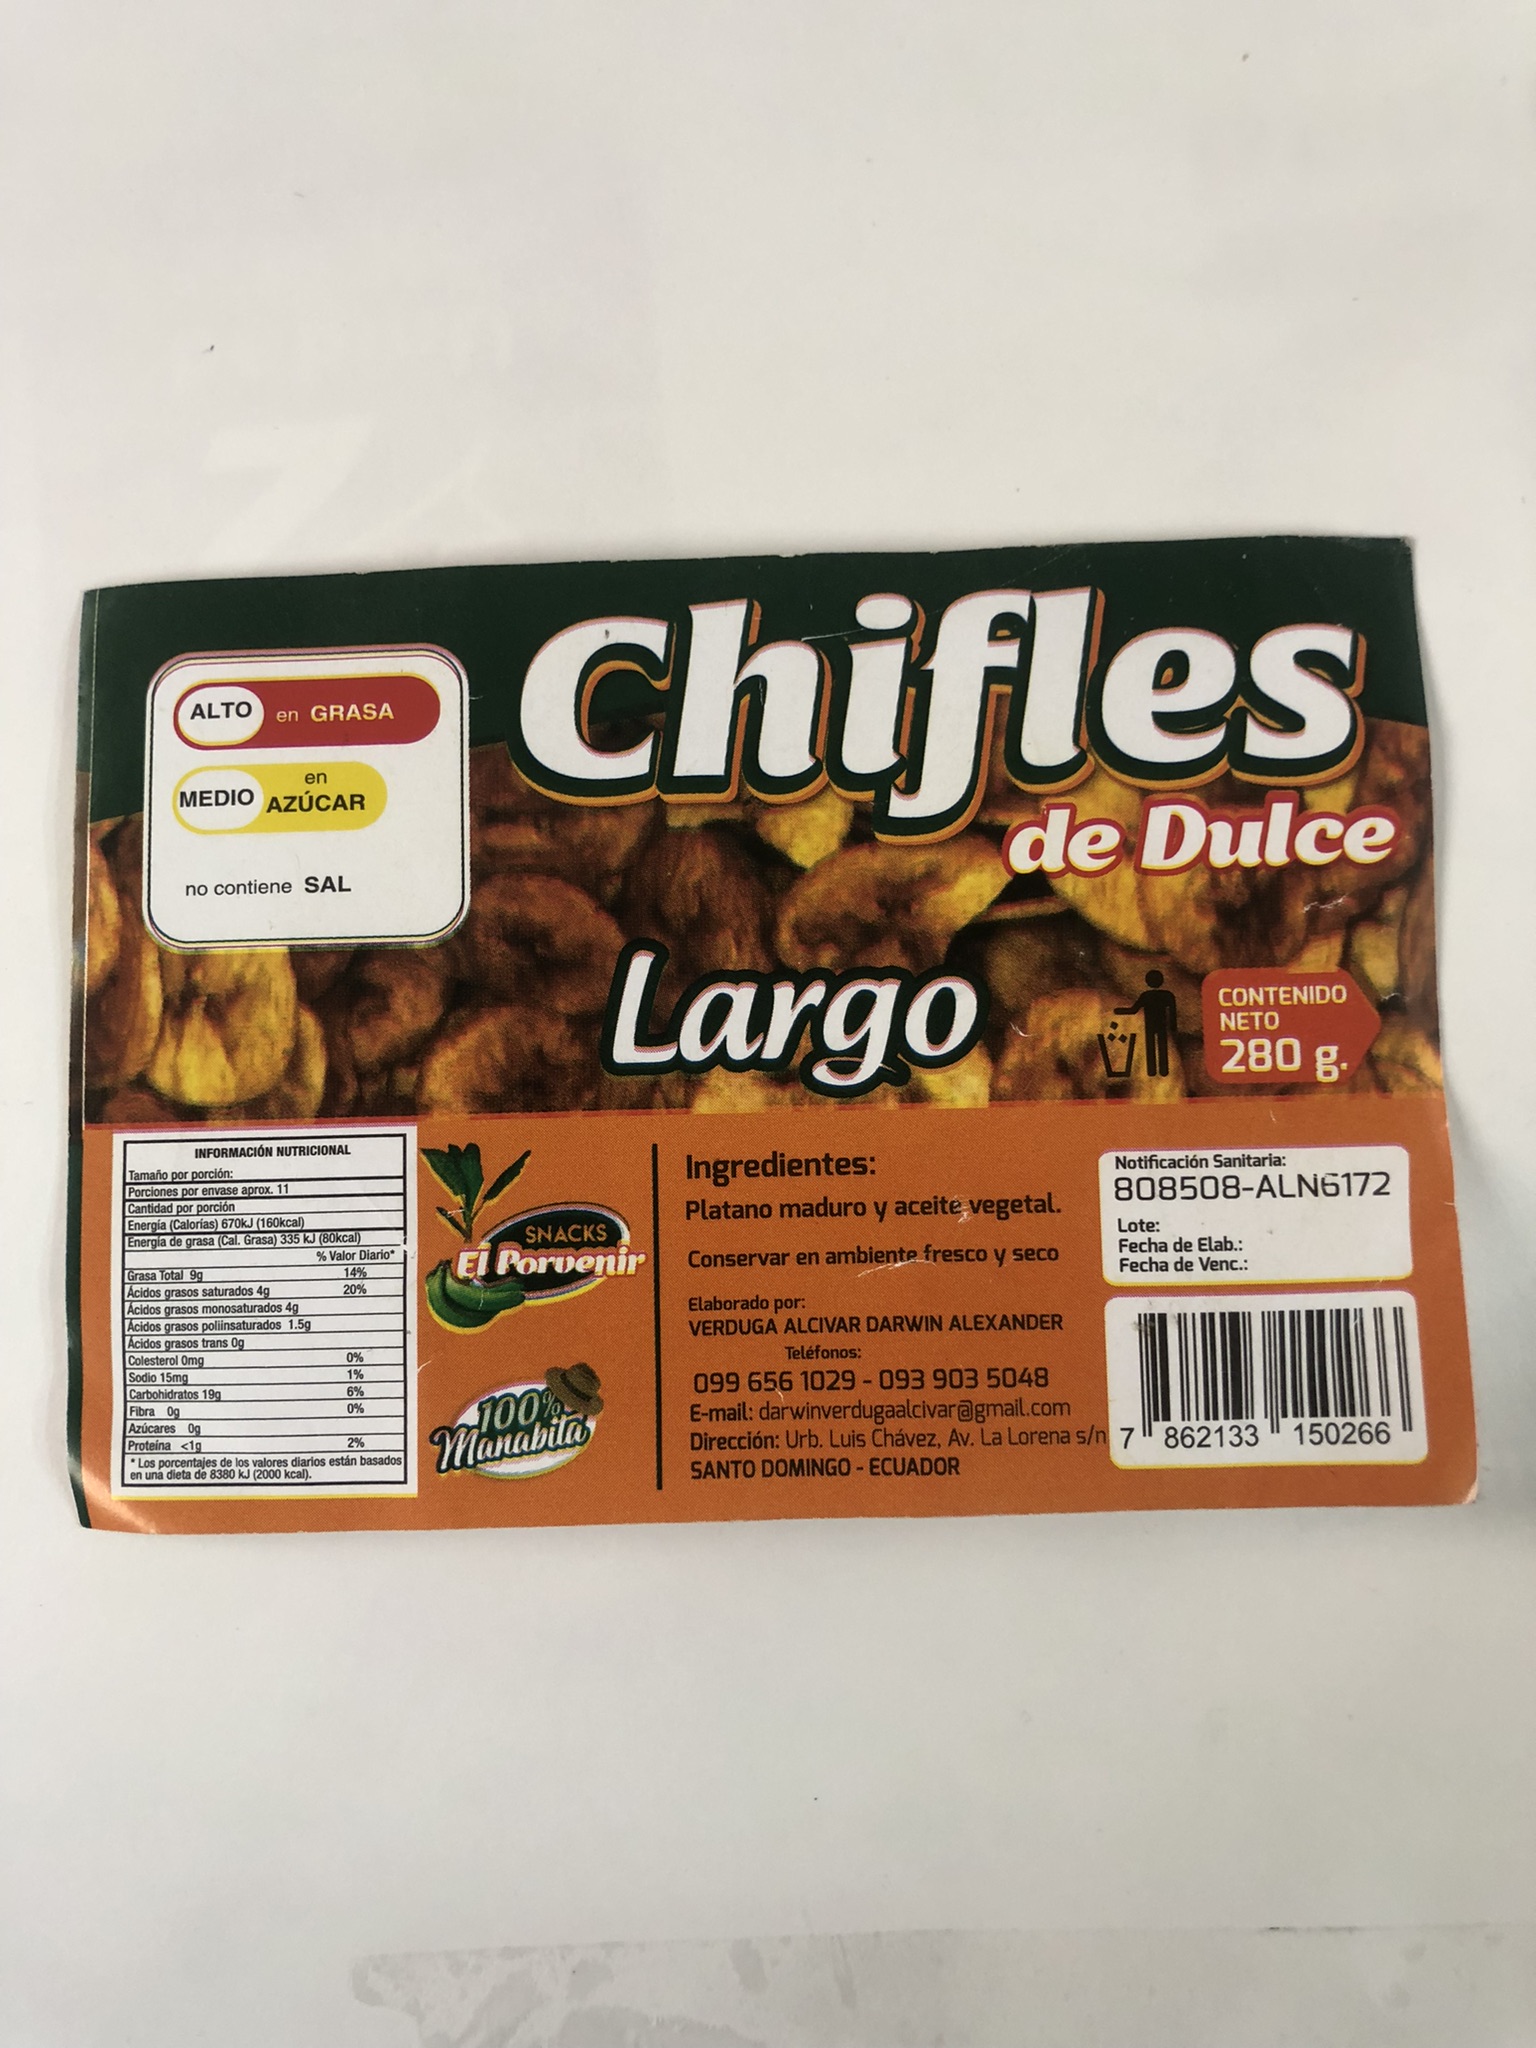 Chifles
de Dulce
Largo
ALTO en GRASA
MEDIO en AZÚCAR
no contiene SAL
CONTENIDO
NETO
280 g.
INFORMACIÓN NUTRICIONAL
Tamaño por porción:
Porciones por envase aprox. 11
Cantidad por porción
Energía (Calorías) 670kJ (160kcal)
Energía de grasa (Cal. Grasa) 335 kJ (80kcal)
% Valor Diario*
Grasa Total 9g 14%
Ácidos grasos saturados 4g 20%
Ácidos grasos monosaturados 4g
Ácidos grasos poliinsaturados 1.5g
Ácidos grasos trans 0g
Colesterol 0mg 0%
Sodio 15mg 1%
Carbohidratos 19g 6%
Fibra 0g 0%
Azúcares 0g
Proteína <1g 2%
* Los porcentajes de los valores diarios están basados
en una dieta de 8380 kJ (2000 kcal).
SNACKS
El Porvenir
100%
Manabita
Ingredientes:
Platano maduro y aceite vegetal.
Conservar en ambiente fresco y seco
Elaborado por:
VERDUGA ALCIVAR DARWIN ALEXANDER
Teléfonos:
099 656 1029 - 093 903 5048
E-mail: darwinverdugaalcivar@gmail.com
Dirección: Urb. Luis Chávez, Av. La Lorena s/n
SANTO DOMINGO - ECUADOR
Notificación Sanitaria:
808508-ALN6172
Lote:
Fecha de Elab.:
Fecha de Venc.:
7 862133 150266